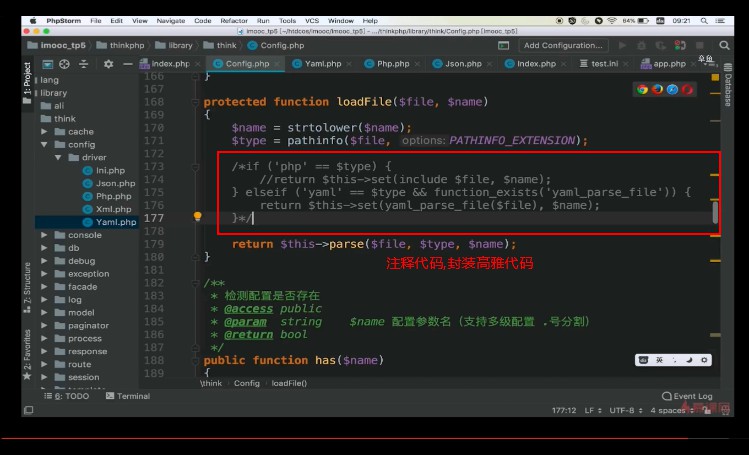 PhpStorm File Edit View Navigate Code Refactor Run Tools VCS Window Help 84% 09:21
imooc_tp5 [~/htdcos/imooc/imooc_tp5] - .../thinkphp/library/think/Config.php [imooc_tp5]
imooc_tp5 thinkphp library think Config.php Add Configuration...
Index.php Config.php Yaml.php Php.php Json.php Index.php test.ini app.php
1: Project
lang
library
ali
think
cache
config
driver
Ini.php
Json.php
Php.php
Xml.php
Yaml.php
console
db
debug
exception
facade
log
model
paginator
process
response
route
session
Z: Structure
2: Favorites
Database
166 }
167
168 protected function loadFile($file, $name)
169 {
170 $name = strtolower($name);
171 $type = pathinfo($file, options: PATHINFO_EXTENSION);
172
173 /*if ('php' == $type) {
174 //return $this->set(include $file, $name);
175 } elseif ('yaml' == $type && function_exists('yaml_parse_file')) {
176 return $this->set(yaml_parse_file($file), $name);
177 }*/
178
179 return $this->parse($file, $type, $name);
180 }
注释代码,封装高雅代码
181
182 /**
183 * 检测配置是否存在
184 * @access public
185 * @param string $name 配置参数名（支持多级配置 .号分割）
186 * @return bool
187 */
188 public function has($name)
189 {
英
\think › Config › loadFile()
6: TODO Terminal Event Log
177:12 LF UTF-8 4 spaces